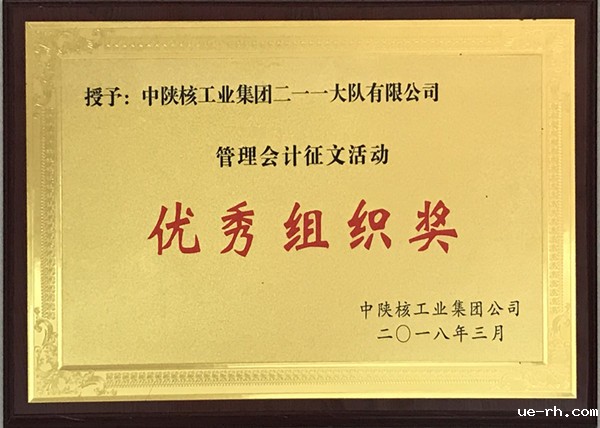 授予：中陕核工业集团二一一大队有限公司
管理会计征文活动
优秀组织奖
中陕核工业集团公司
二〇一八年三月
ue-rh.com